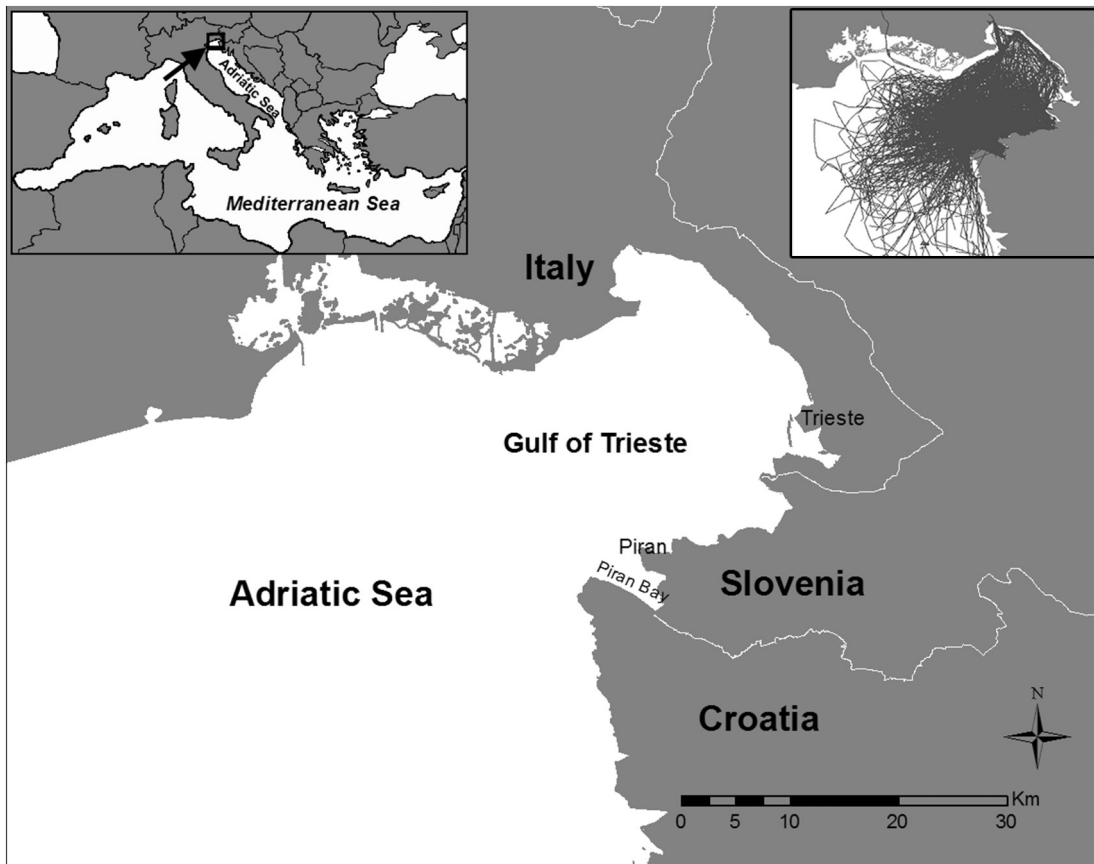 Adriatic Sea
Mediterranean Sea
Italy
Trieste
Gulf of Trieste
Piran
Piran Bay
Slovenia
Adriatic Sea
Croatia
N
Km
0 5 10 20 30